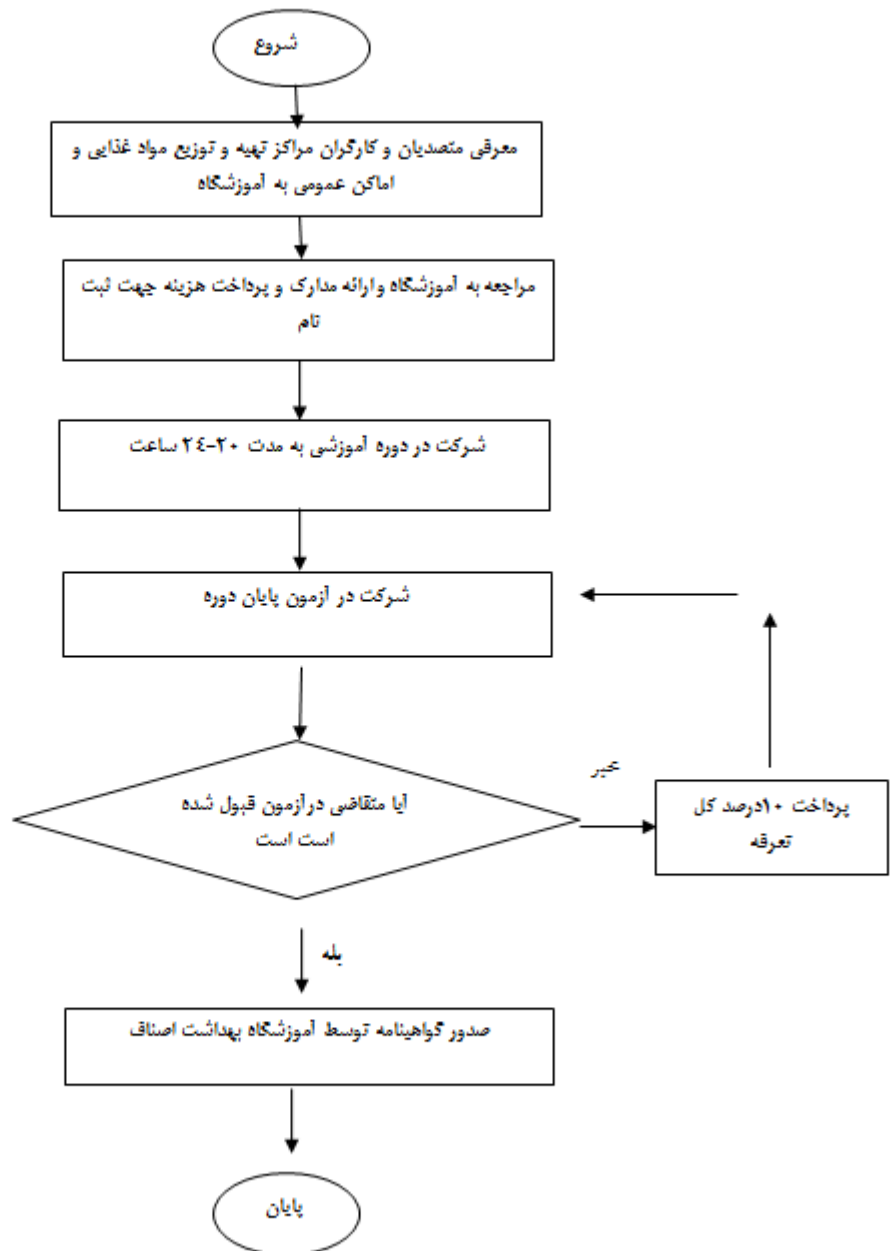 شروع
معرفی متصدیان و کارگران مراکز تهیه و توزیع مواد غذایی و
اماکن عمومی به آموزشگاه
مراجعه به آموزشگاه وارائه مدارک و پرداخت هزینه جهت ثبت
نام
شرکت در دوره آموزشی به مدت ۲۰-۲٤ ساعت
شرکت در آزمون پایان دوره
آیا متقاضی درآزمون قبول شده
است است
خیر
پرداخت ۱۰درصد کل
تعرفه
بله
صدور گواهینامه توسط آموزشگاه بهداشت اصناف
پایان